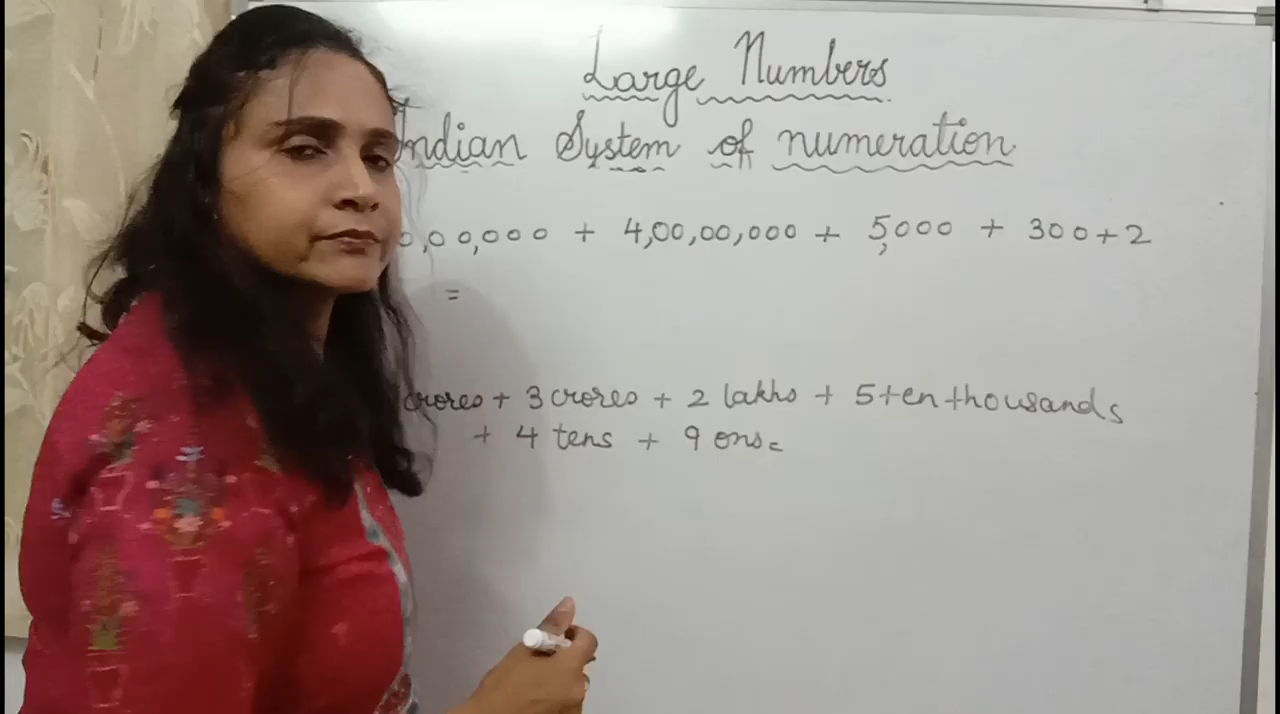 Large Numbers
Indian System of numeration
0,00,000 + 4,00,00,000 + 5,000 + 300+2
=
crores + 3 crores + 2 lakhs + 5 ten thousands
+ 4 tens + 9 ons=